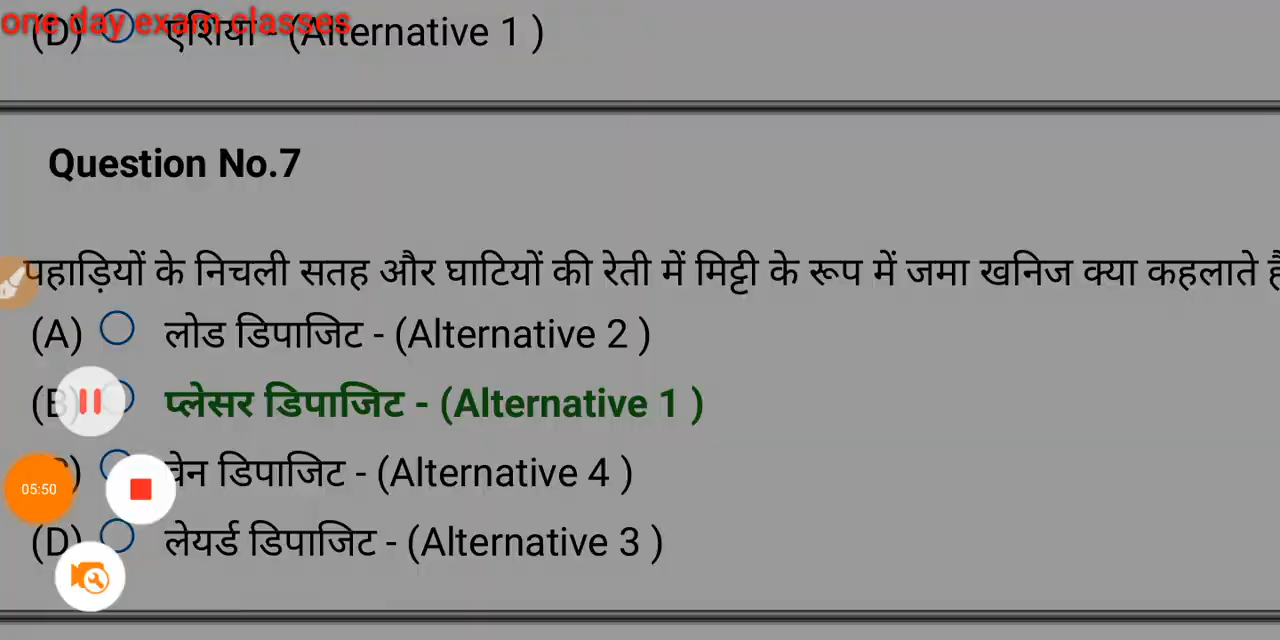 one day exam classes
(D) एशिया - (Alternative 1 )
Question No.7
पहाड़ियों के निचली सतह और घाटियों की रेती में मिट्टी के रूप में जमा खनिज क्या कहलाते
(A) लोड डिपाजिट - (Alternative 2 )
(B) प्लेसर डिपाजिट - (Alternative 1 )
वेन डिपाजिट - (Alternative 4 )
05:50
(D) लेयर्ड डिपाजिट - (Alternative 3 )